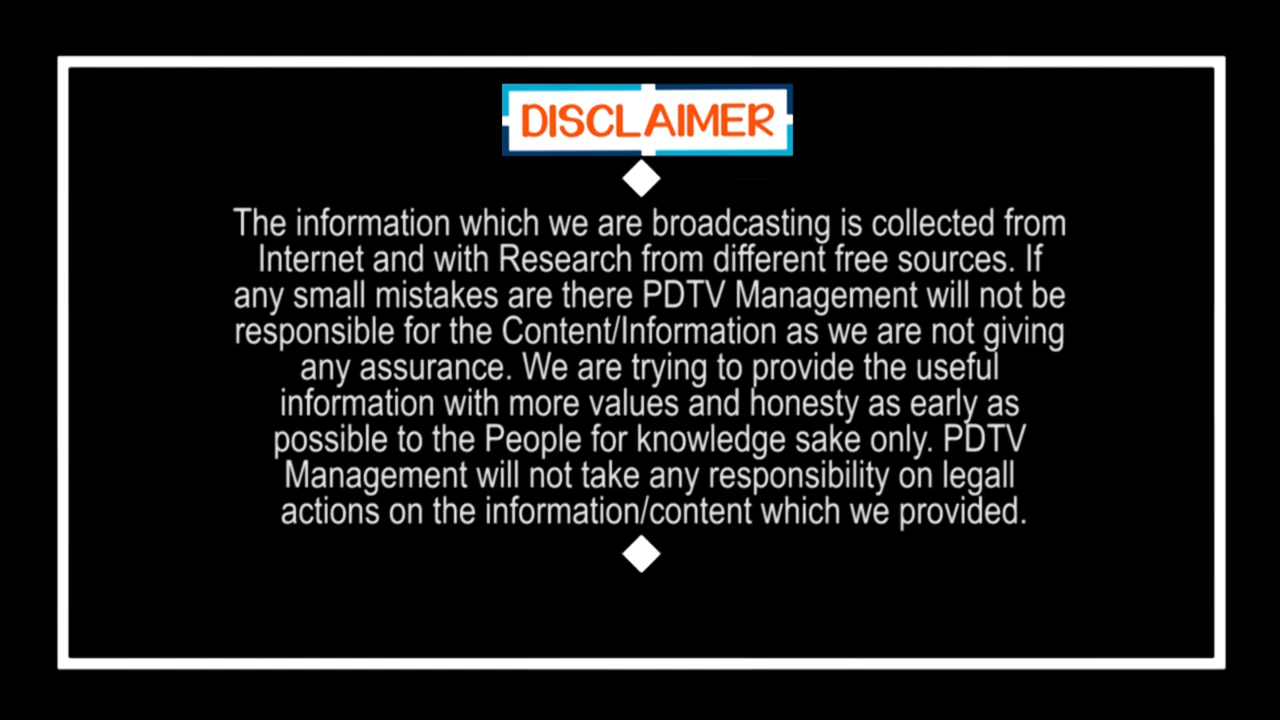 DISCLAIMER
The information which we are broadcasting is collected from
Internet and with Research from different free sources. If
any small mistakes are there PDTV Management will not be
responsible for the Content/Information as we are not giving
any assurance. We are trying to provide the useful
information with more values and honesty as early as
possible to the People for knowledge sake only. PDTV
Management will not take any responsibility on legall
actions on the information/content which we provided.